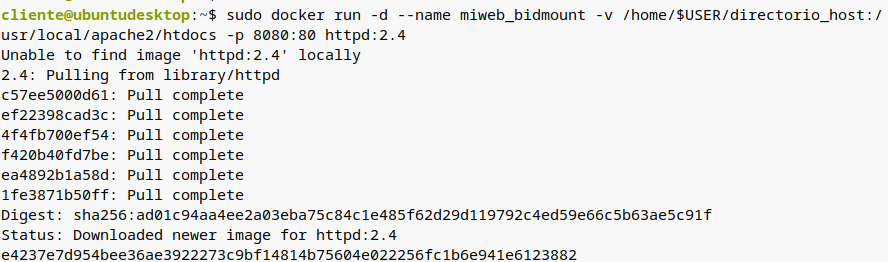 cliente@ubuntudesktop:~$ sudo docker run -d --name miweb_bidmount -v /home/$USER/directorio_host:/
usr/local/apache2/htdocs -p 8080:80 httpd:2.4
Unable to find image 'httpd:2.4' locally
2.4: Pulling from library/httpd
c57ee5000d61: Pull complete
ef22398cad3c: Pull complete
4f4fb700ef54: Pull complete
f420b40fd7be: Pull complete
ea4892b1a58d: Pull complete
1fe3871b50ff: Pull complete
Digest: sha256:ad01c94aa4ee2a03eba75c84c1e485f62d29d119792c4ed59e66c5b63ae5c91f
Status: Downloaded newer image for httpd:2.4
e4237e7d954bee36ae3922273c9bf14814b75604e022256fc1b6e941e6123882